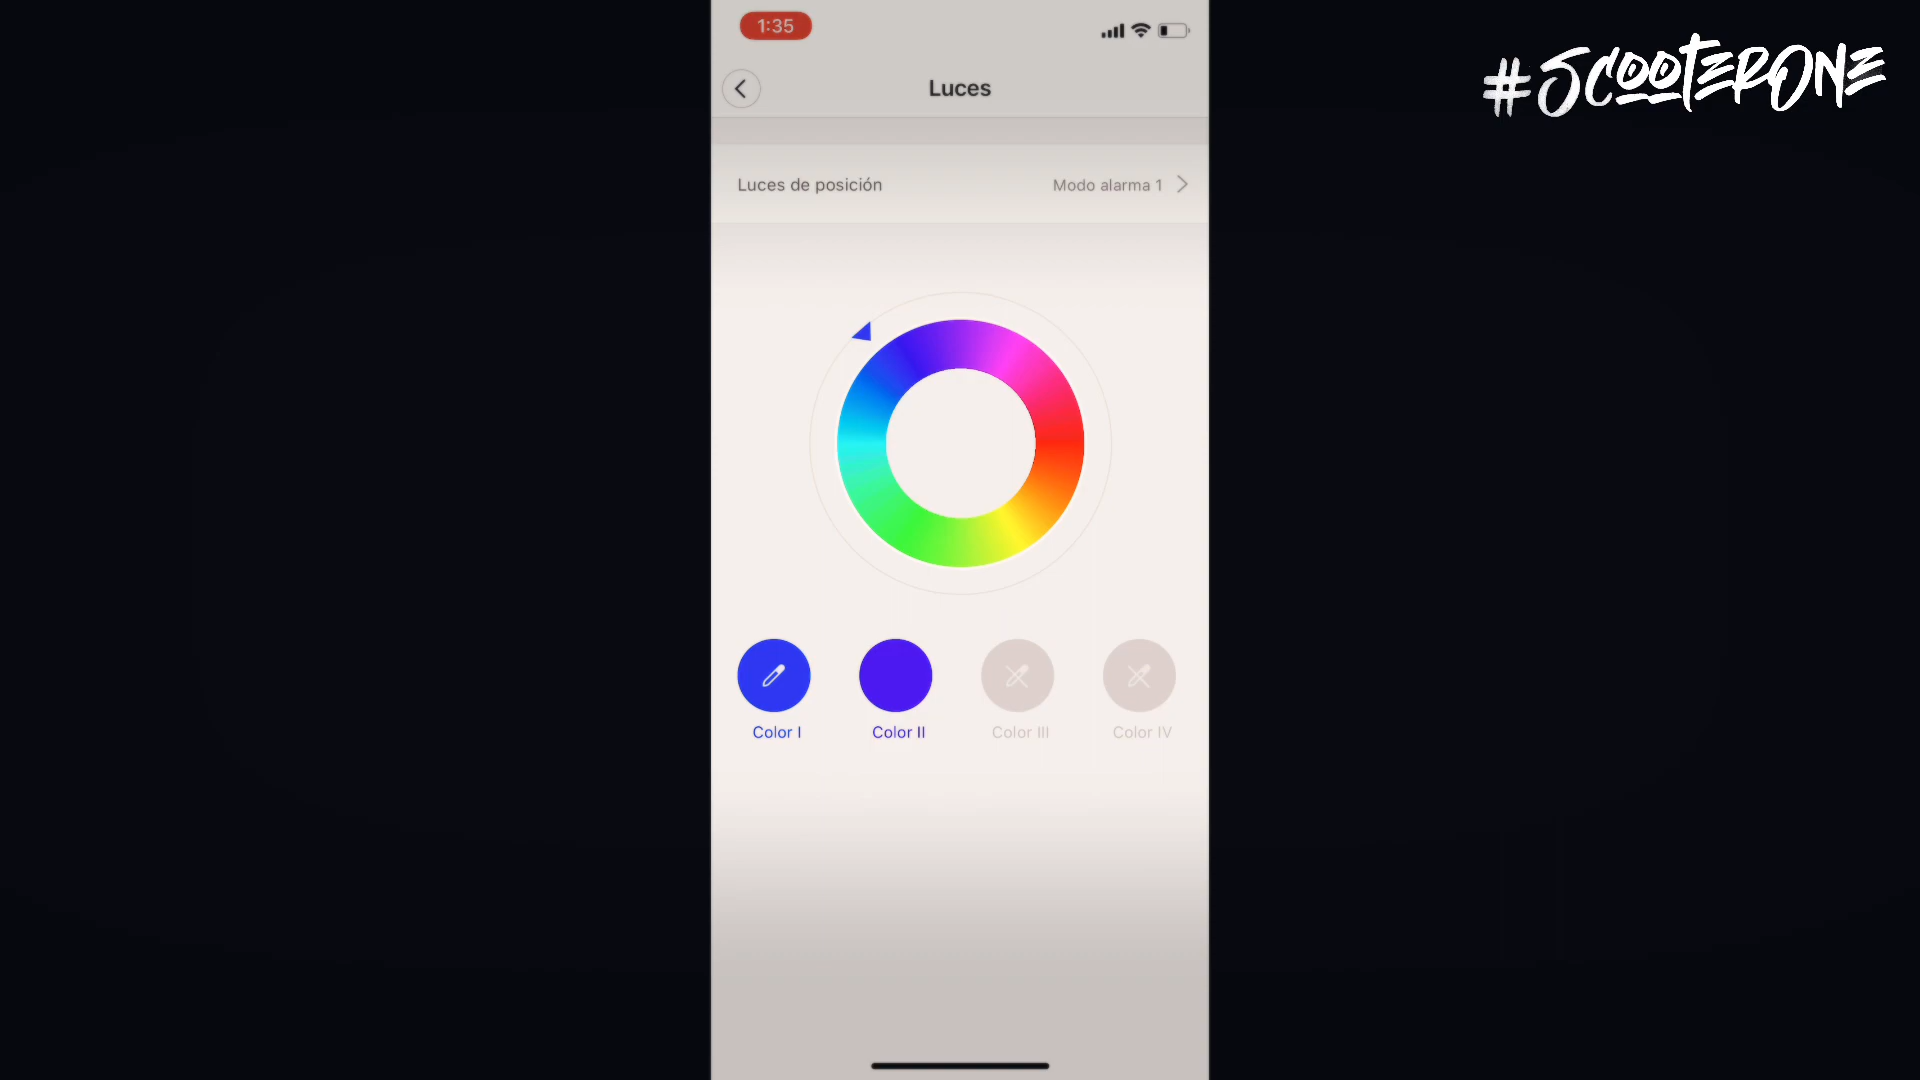 1:35
#SCOOTERONE
Luces
Luces de posición
Modo alarma 1
Color I
Color II
Color III
Color IV